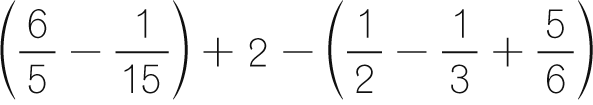 (6/5 − 1/15) + 2 − (1/2 − 1/3 + 5/6)